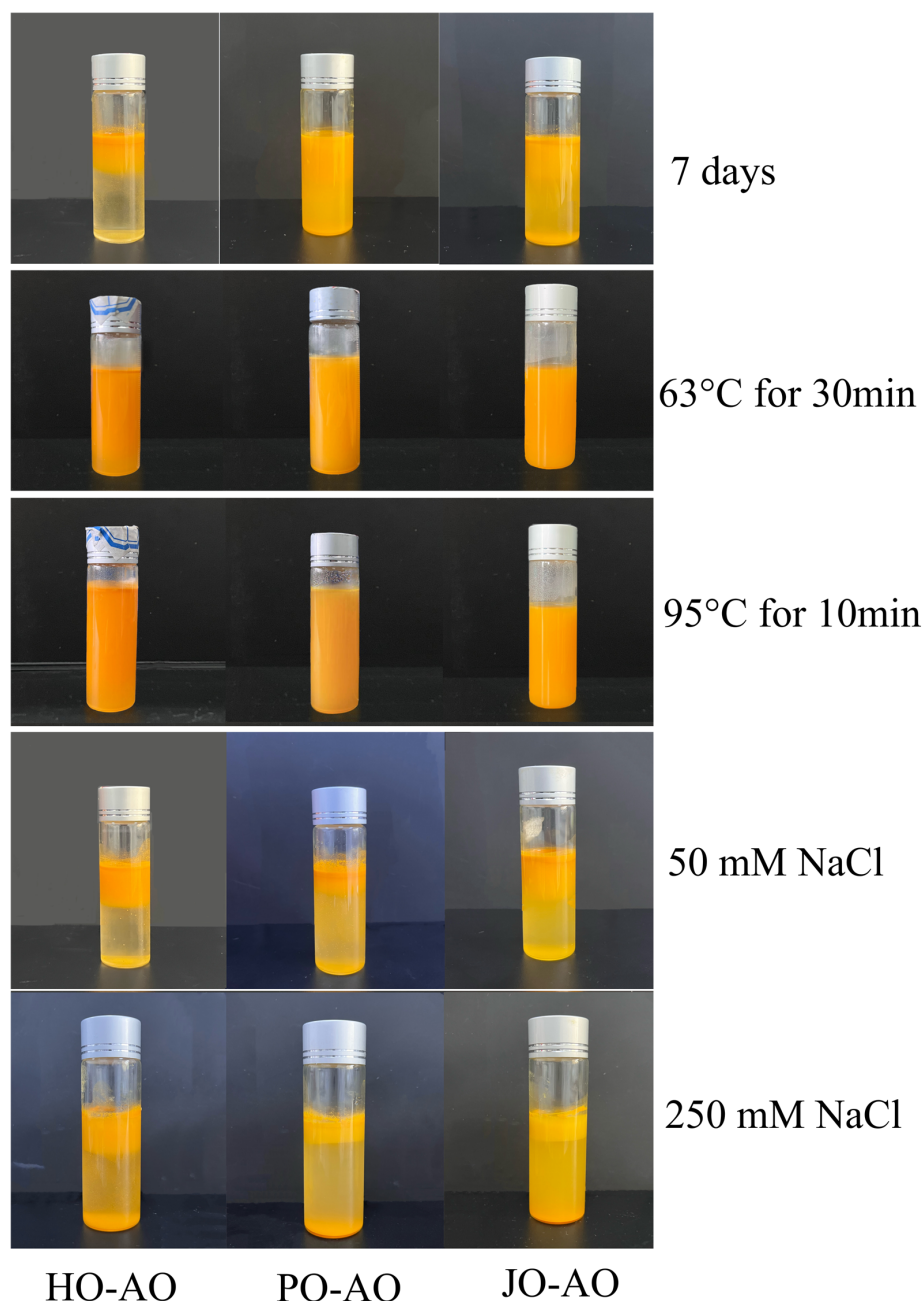 7 days
63°C for 30min
95°C for 10min
50 mM NaCl
250 mM NaCl
HO-AO PO-AO JO-AO